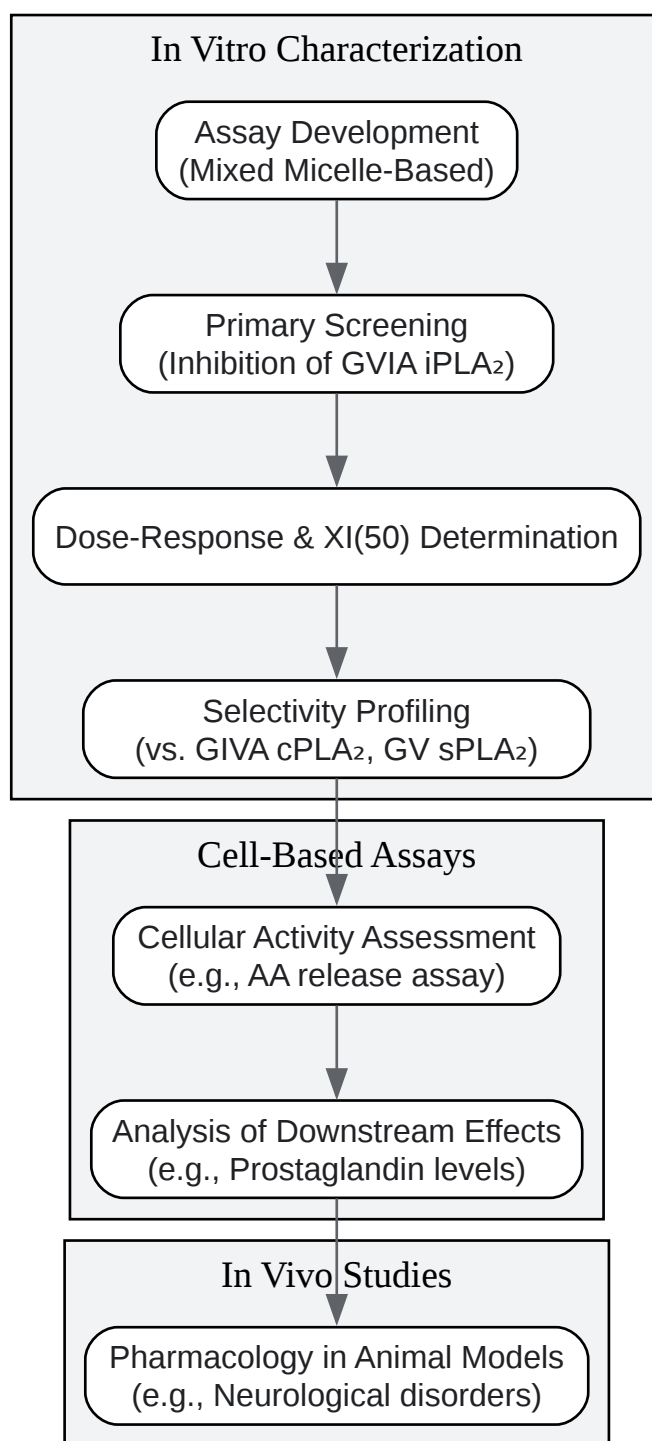 In Vitro Characterization
Assay Development
(Mixed Micelle-Based)
Primary Screening
(Inhibition of GVIA iPLA₂)
Dose-Response & XI(50) Determination
Selectivity Profiling
(vs. GIVA cPLA₂, GV sPLA₂)
Cell-Based Assays
Cellular Activity Assessment
(e.g., AA release assay)
Analysis of Downstream Effects
(e.g., Prostaglandin levels)
In Vivo Studies
Pharmacology in Animal Models
(e.g., Neurological disorders)